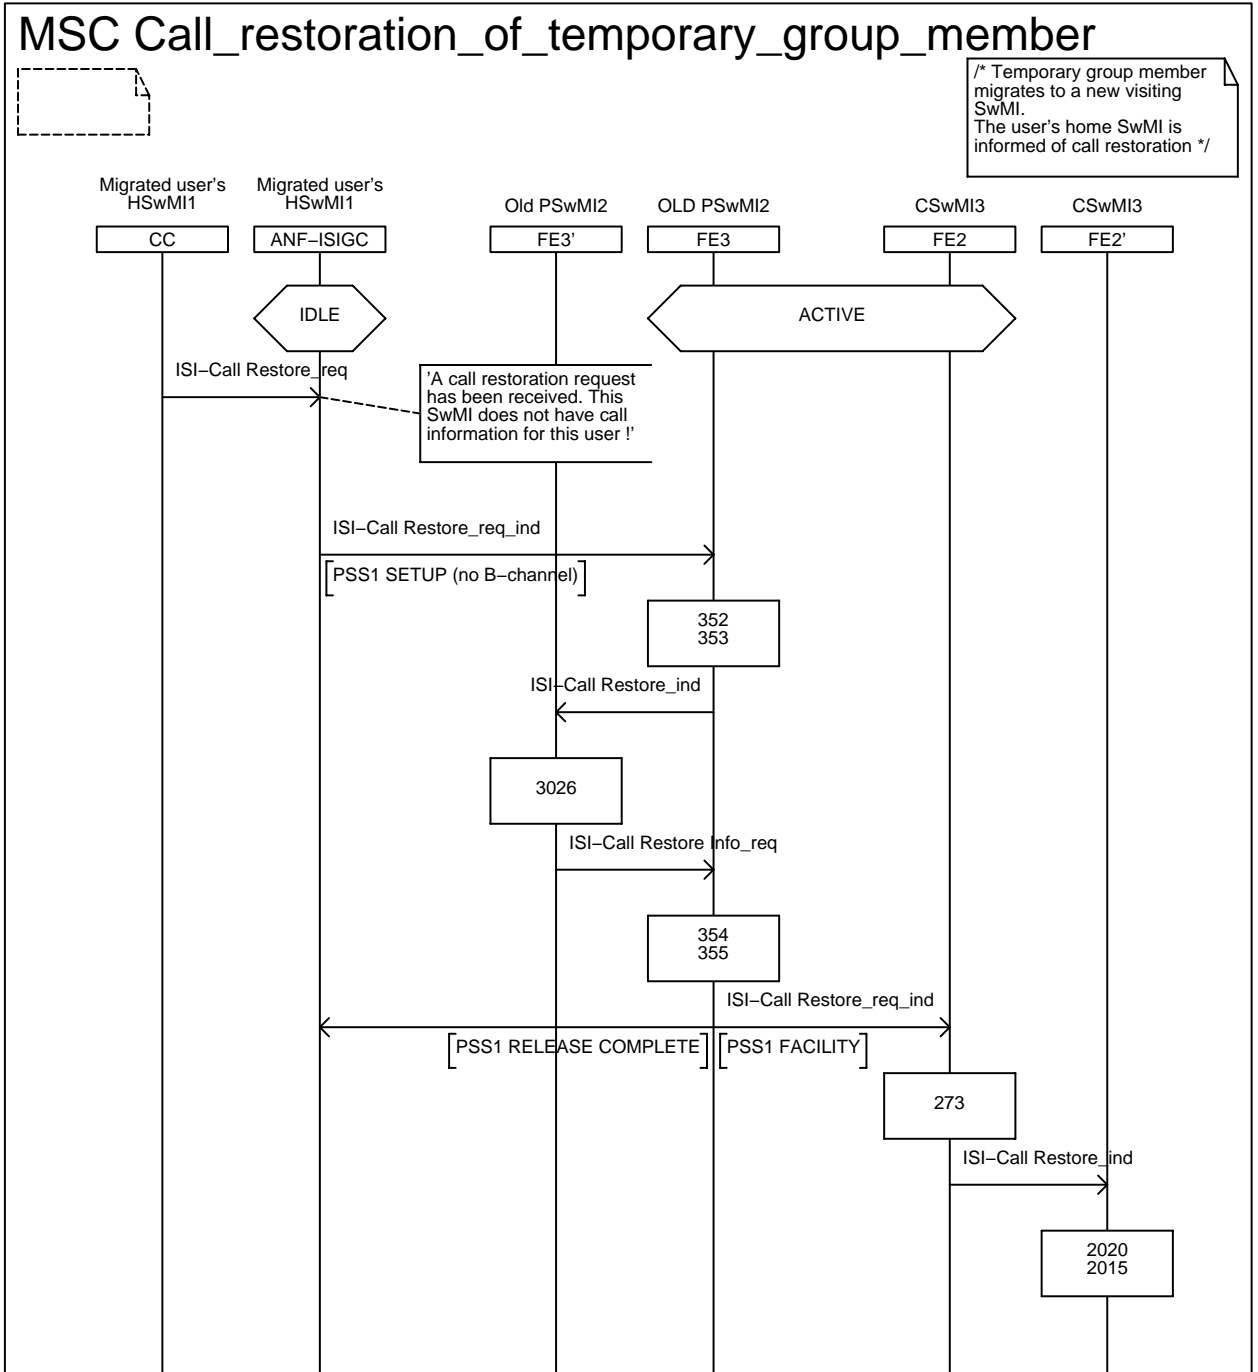 MSC Call_restoration_of_temporary_group_member
/* Temporary group member
migrates to a new visiting
SwMI.
The user's home SwMI is
informed of call restoration */
Migrated user's
HSwMI1
Migrated user's
HSwMI1
Old PSwMI2
OLD PSwMI2
CSwMI3
CSwMI3
CC
ANF−ISIGC
FE3'
FE3
FE2
FE2'
IDLE
ACTIVE
ISI−Call Restore_req
'A call restoration request
has been received. This
SwMI does not have call
information for this user !'
ISI−Call Restore_req_ind
PSS1 SETUP (no B−channel)
352
353
ISI−Call Restore_ind
3026
ISI−Call Restore Info_req
354
355
ISI−Call Restore_req_ind
PSS1 RELEASE COMPLETE
PSS1 FACILITY
273
ISI−Call Restore_ind
2020
2015